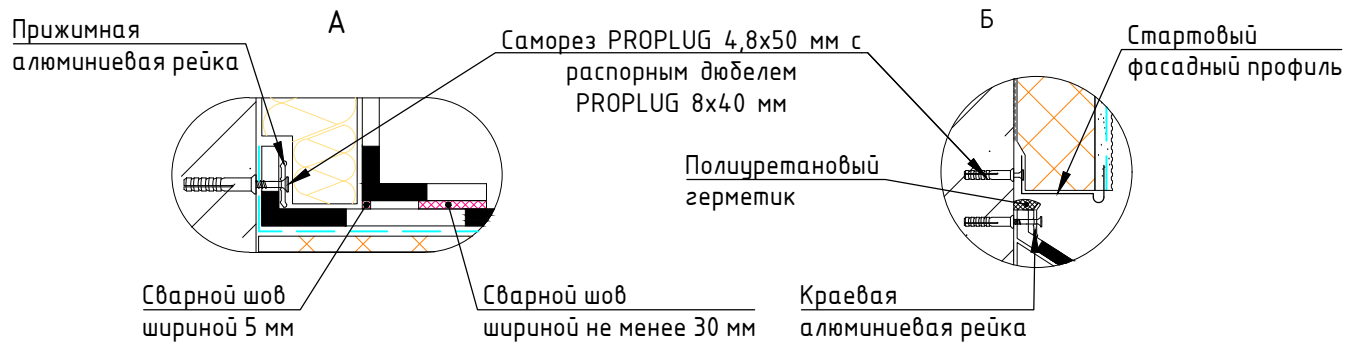 А
Б
Прижимная
алюминиевая рейка
Саморез PROPLUG 4,8х50 мм с
распорным дюбелем
PROPLUG 8х40 мм
Стартовый
фасадный профиль
Полиуретановый
герметик
Сварной шов
шириной 5 мм
Сварной шов
шириной не менее 30 мм
Краевая
алюминиевая рейка